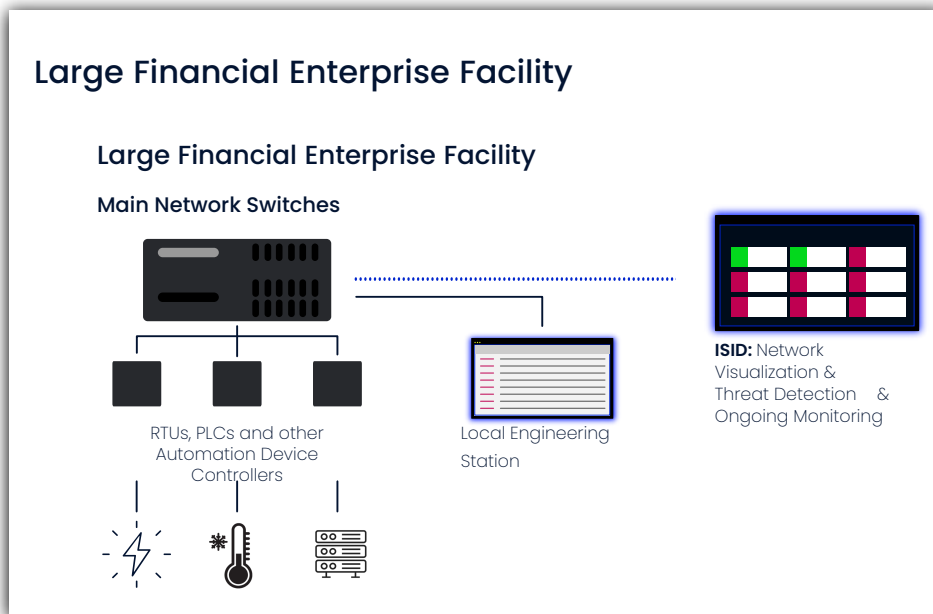 Large Financial Enterprise Facility
Large Financial Enterprise Facility
Main Network Switches
ISID: Network
Visualization &
Threat Detection &
Ongoing Monitoring
RTUs, PLCs and other
Automation Device
Controllers
Local Engineering
Station